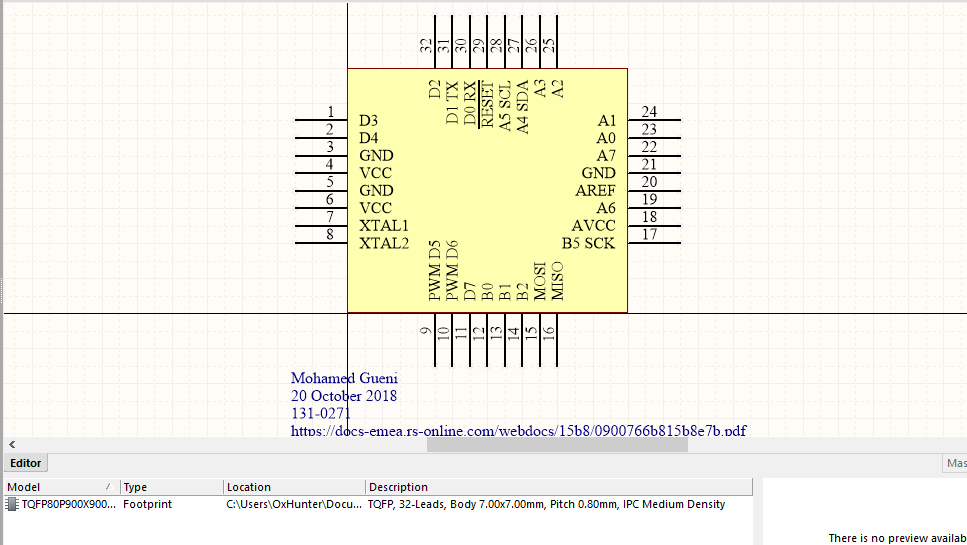 32 31 30 29 28 27 26 25
D2 D1 TX D0 RX RESET A5 SCL A4 SDA A3 A2
1 D3
2 D4
3 GND
4 VCC
5 GND
6 VCC
7 XTAL1
8 XTAL2
A1 24
A0 23
A7 22
GND 21
AREF 20
A6 19
AVCC 18
B5 SCK 17
PWM D5 PWM D6 D7 B0 B1 B2 MOSI MISO
9 10 11 12 13 14 15 16
Mohamed Gueni
20 October 2018
131-0271
https://docs-emea.rs-online.com/webdocs/15b8/0900766b815b8e7b.pdf
Editor
Mas
Model Type Location Description
TQFP80P900X900... Footprint C:\Users\OxHunter\Docu... TQFP, 32-Leads, Body 7.00x7.00mm, Pitch 0.80mm, IPC Medium Density
There is no preview availab